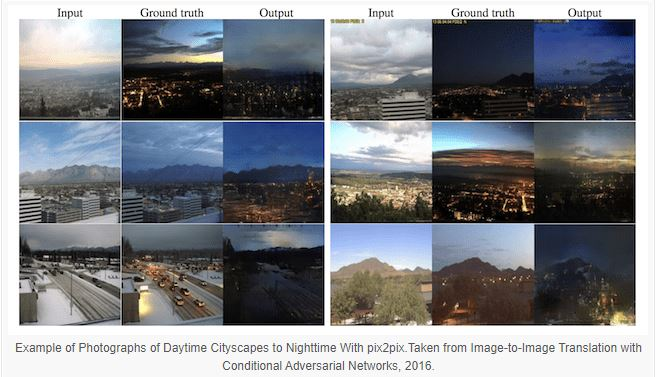 Input Ground truth Output Input Ground truth Output
Example of Photographs of Daytime Cityscapes to Nighttime With pix2pix.Taken from Image-to-Image Translation with
Conditional Adversarial Networks, 2016.